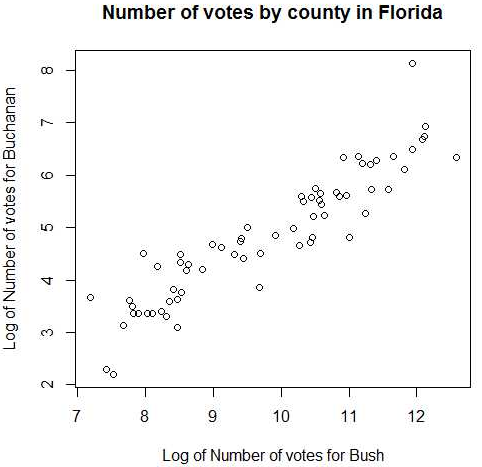 Number of votes by county in Florida
Log of Number of votes for Buchanan
8
7
6
5
4
3
2
7 8 9 10 11 12
Log of Number of votes for Bush